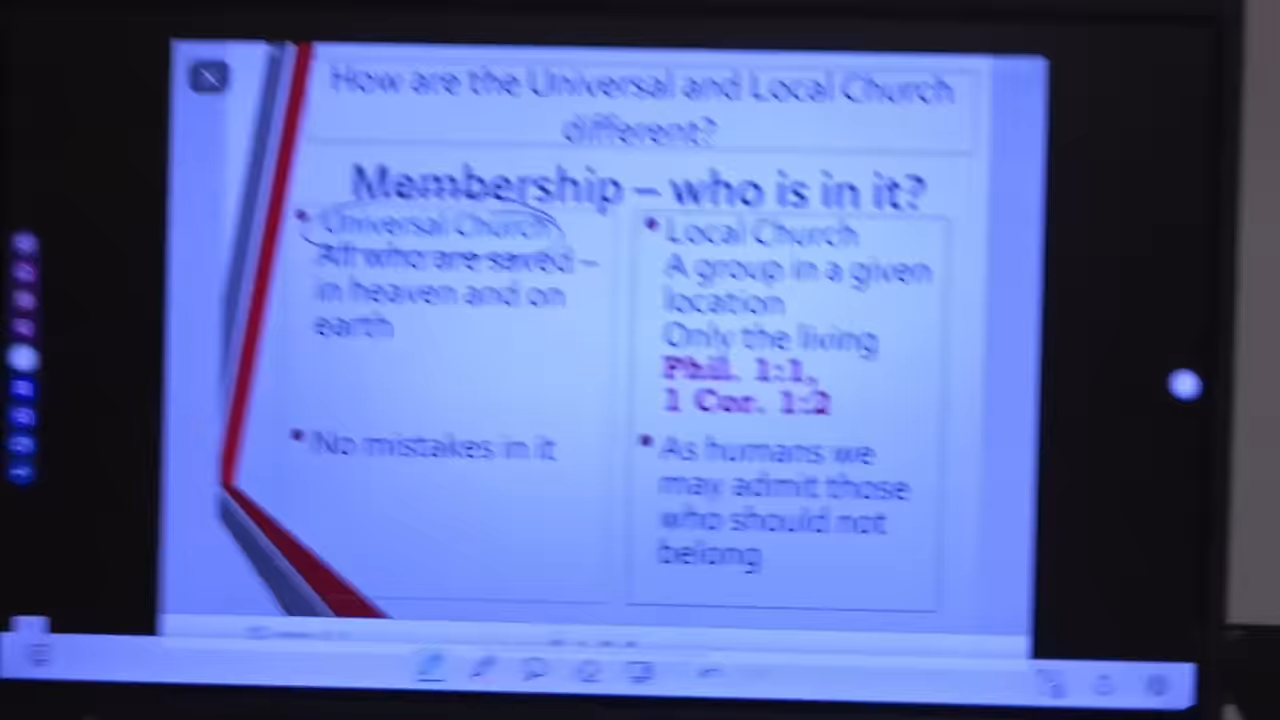 How are the Universal and Local Church
different?
Membership – who is in it?
• Universal Church
All who are saved –
in heaven and on
earth
• No mistakes in it
• Local Church
A group in a given
location
Only the living
Phil. 1:1,
1 Cor. 1:2
• As humans we
may admit those
who should not
belong